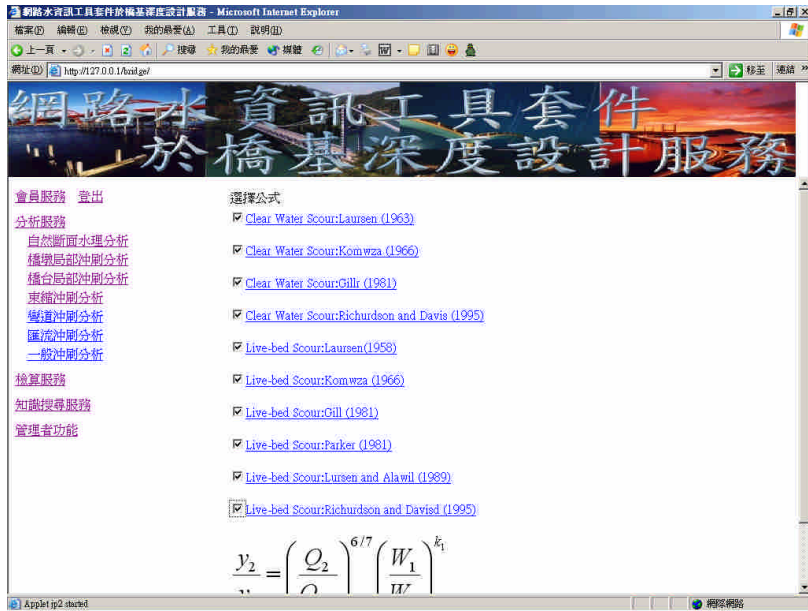 網路水資訊工具套件於橋基深度設計服務 - Microsoft Internet Explorer
檔案(F) 編輯(E) 檢視(V) 我的最愛(A) 工具(T) 說明(H)
上一頁 搜尋 我的最愛 媒體
網址(D) http://127.0.0.1/bridge/ 移至 連結 »
網路水資訊工具套件
於橋基深度設計服務
會員服務 登出
分析服務
自然斷面水理分析
橋墩局部沖刷分析
橋台局部沖刷分析
束縮沖刷分析
彎道沖刷分析
匯流沖刷分析
一般沖刷分析
檢算服務
知識搜尋服務
管理者功能
選擇公式
Clear Water Scour:Laursen (1963)
Clear Water Scour:Komwza (1966)
Clear Water Scour:Gillr (1981)
Clear Water Scour:Richurdson and Davis (1995)
Live-bed Scour:Laursen(1958)
Live-bed Scour:Komwza (1966)
Live-bed Scour:Gill (1981)
Live-bed Scour:Parker (1981)
Live-bed Scour:Lursen and Alawil (1989)
Live-bed Scour:Richurdson and Davisd (1995)
y₂ = (Q₂)^6/7 (W₁)^k₁
Applet jp2 started
網際網路